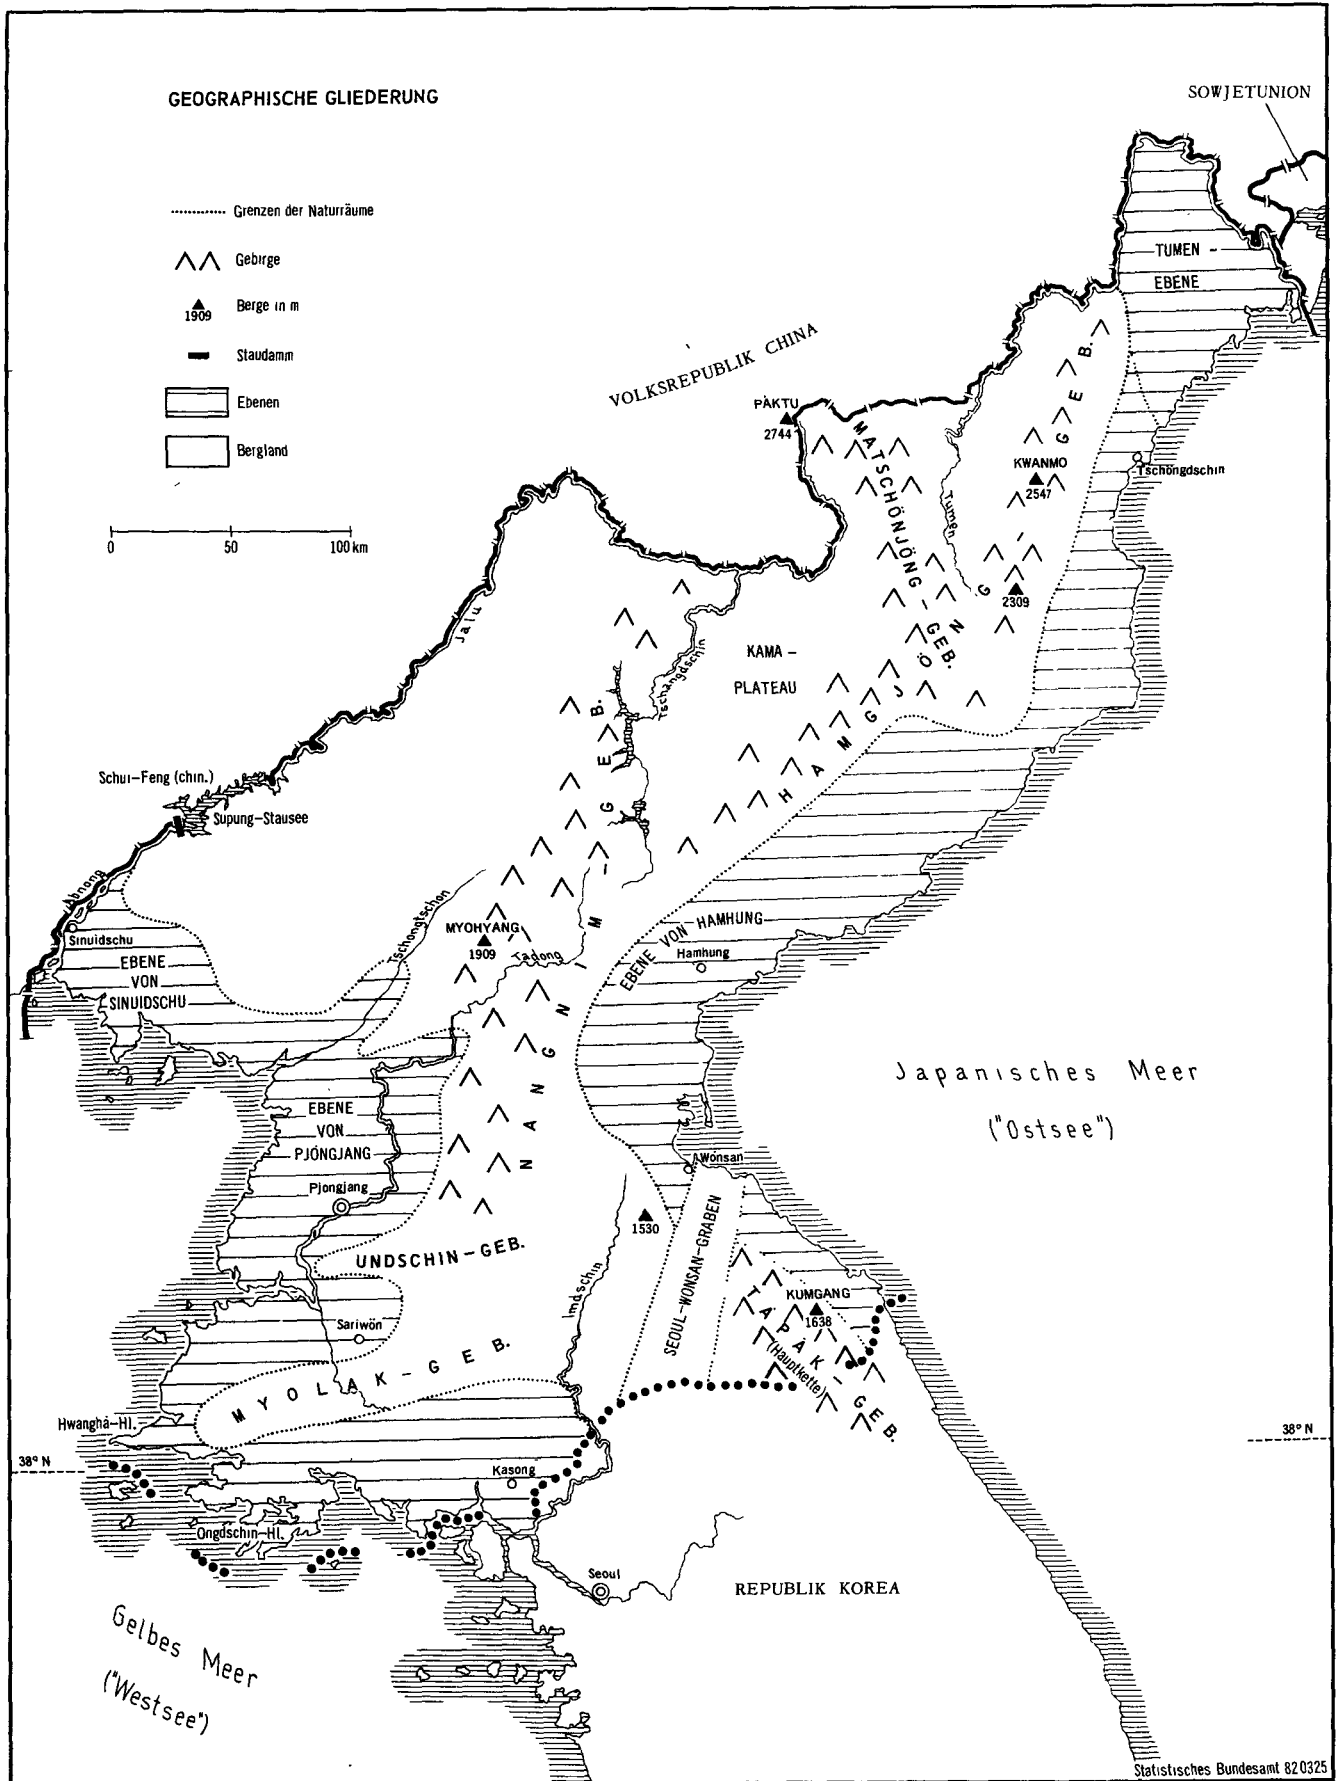 GEOGRAPHISCHE GLIEDERUNG
SOWJETUNION
Grenzen der Naturräume
Gebirge
1909
Berge in m
Staudamm
Ebenen
Bergland
0 50 100 km
TUMEN -
EBENE
VOLKSREPUBLIK CHINA
PÄKTU
2744
MATSCHÖNJÖNG-GEB.
KWANMO
2547
Tschöngdschin
Tumen
2309
HAMGJÖNG-GEB.
Jalu
KAMA -
PLATEAU
Tschangdschin
Schui-Feng (chin.)
Supung-Stausee
Abnong
Sinuidschu
EBENE
VON
SINUIDSCHU
Tschongtschon
MYOHYANG
1909
Tadong
NANGNIM-GEB.
EBENE VON HAMHUNG
Hamhung
Japanisches Meer
("Ostsee")
EBENE
VON
PJÖNGJANG
Pjongjang
Wonsan
1530
UNDSCHIN-GEB.
Imdschin
SEOUL-WONSAN-GRABEN
KUMGANG
1638
TÄPÄK-GEB.
(Hauptkette)
Sariwön
MYOLAK-GEB.
Hwanghä-Hl.
38° N
38° N
Kasong
Ongdschin-Hl.
Seoul
REPUBLIK KOREA
Gelbes Meer
("Westsee")
Statistisches Bundesamt 820325